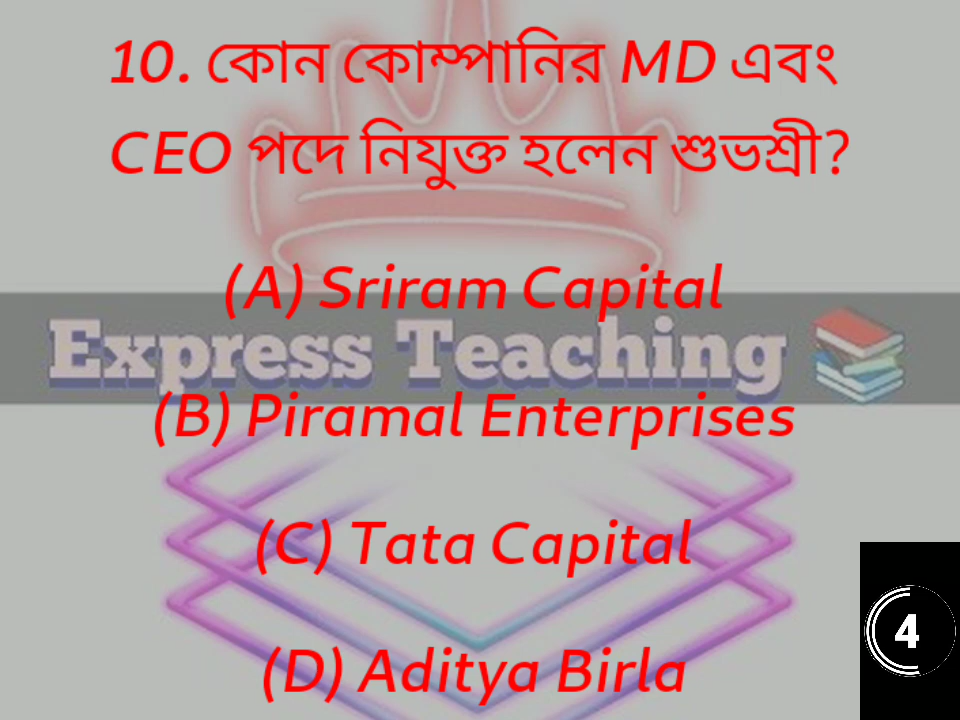 10. কোন কোম্পানির MD এবং
CEO পদে নিযুক্ত হলেন শুভশ্রী?
(A) Sriram Capital
Express Teaching
(B) Piramal Enterprises
(C) Tata Capital
4
(D) Aditya Birla